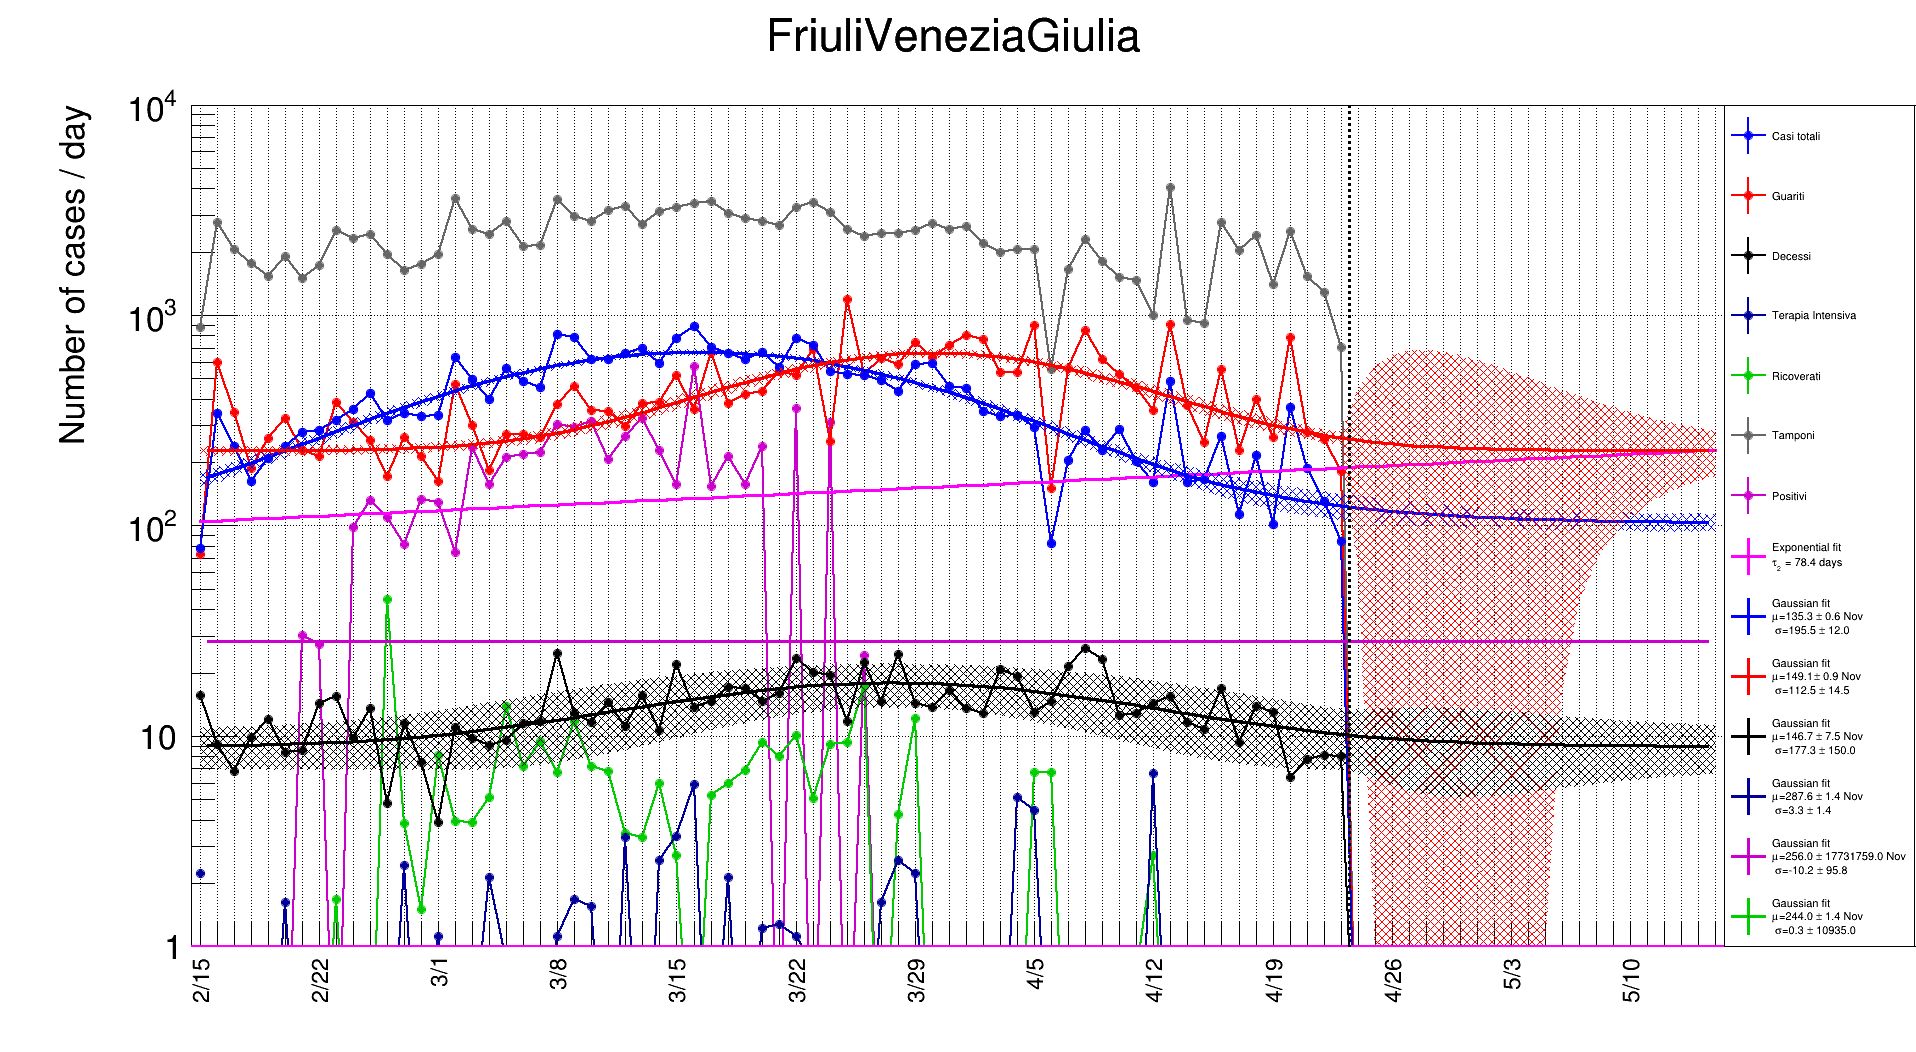 FriuliVeneziaGiulia
Number of cases / day
10^4
10^3
10^2
10
1
2/15
2/22
3/1
3/8
3/15
3/22
3/29
4/5
4/12
4/19
4/26
5/3
5/10
Casi totali
Guariti
Decessi
Terapia Intensiva
Ricoverati
Tamponi
Positivi
Exponential fit
τ_2 = 78.4 days
Gaussian fit
μ=135.3 ± 0.6 Nov
σ=195.5 ± 12.0
Gaussian fit
μ=149.1 ± 0.9 Nov
σ=112.5 ± 14.5
Gaussian fit
μ=146.7 ± 7.5 Nov
σ=177.3 ± 150.0
Gaussian fit
μ=287.6 ± 1.4 Nov
σ=3.3 ± 1.4
Gaussian fit
μ=256.0 ± 17731759.0 Nov
σ=-10.2 ± 95.8
Gaussian fit
μ=244.0 ± 1.4 Nov
σ=0.3 ± 10935.0